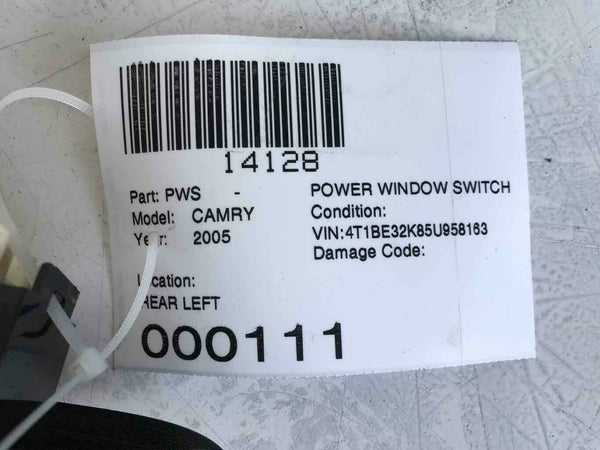 14128
Part: PWS - POWER WINDOW SWITCH
Model: CAMRY Condition:
Year: 2005 VIN:4T1BE32K85U958163
Damage Code:
Location:
REAR LEFT
000111